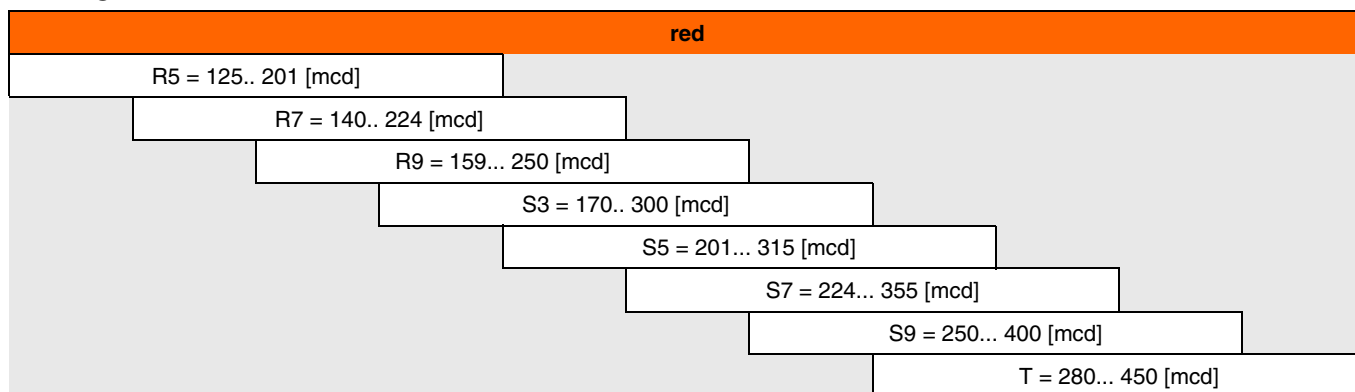 red
R5 = 125.. 201 [mcd]
R7 = 140.. 224 [mcd]
R9 = 159... 250 [mcd]
S3 = 170.. 300 [mcd]
S5 = 201... 315 [mcd]
S7 = 224... 355 [mcd]
S9 = 250... 400 [mcd]
T = 280... 450 [mcd]